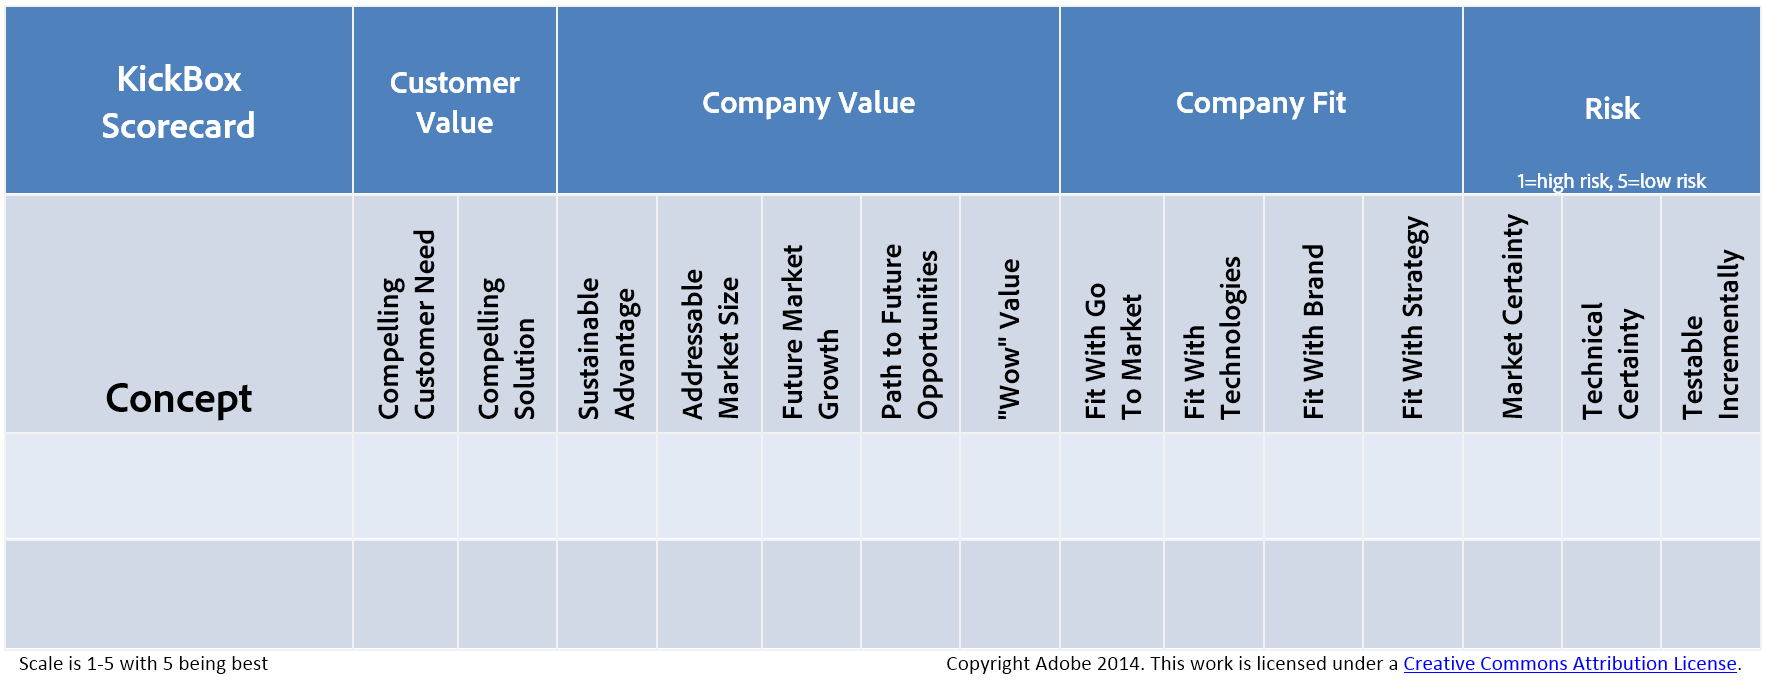 KickBox
Scorecard
Customer
Value
Company Value
Company Fit
Risk
1=high risk, 5=low risk
Concept
Compelling
Customer Need
Compelling
Solution
Sustainable
Advantage
Addressable
Market Size
Future Market
Growth
Path to Future
Opportunities
"Wow" Value
Fit With Go
To Market
Fit With
Technologies
Fit With Brand
Fit With Strategy
Market Certainty
Technical
Certainty
Testable
Incrementally
Scale is 1-5 with 5 being best
Copyright Adobe 2014. This work is licensed under a Creative Commons Attribution License.